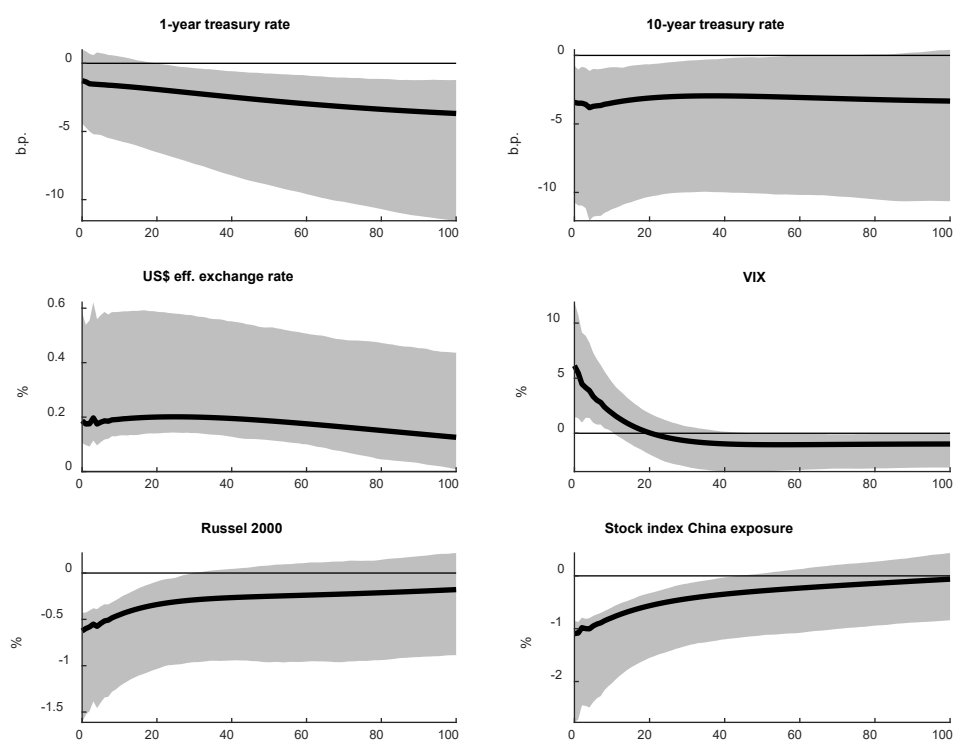 1-year treasury rate
10-year treasury rate
0
-5
-10
b.p.
0 20 40 60 80 100
0
-5
-10
b.p.
0 20 40 60 80 100
US$ eff. exchange rate
VIX
0.6
0.4
0.2
0
%
0 20 40 60 80 100
10
5
0
%
0 20 40 60 80 100
Russel 2000
Stock index China exposure
0
-0.5
-1
-1.5
%
0 20 40 60 80 100
0
-1
-2
%
0 20 40 60 80 100